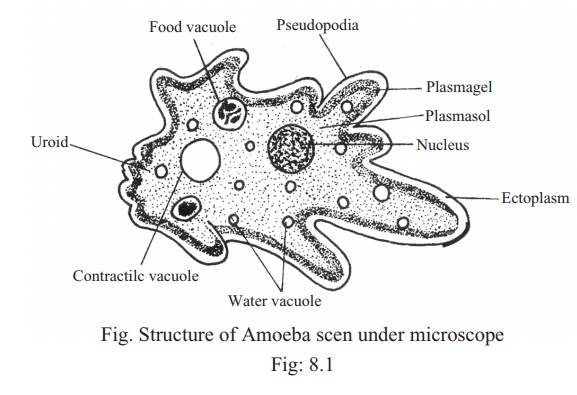 Food vacuole
Pseudopodia
Plasmagel
Plasmasol
Nucleus
Uroid
Ectoplasm
Contractilc vacuole
Water vacuole
Fig. Structure of Amoeba scen under microscope
Fig: 8.1